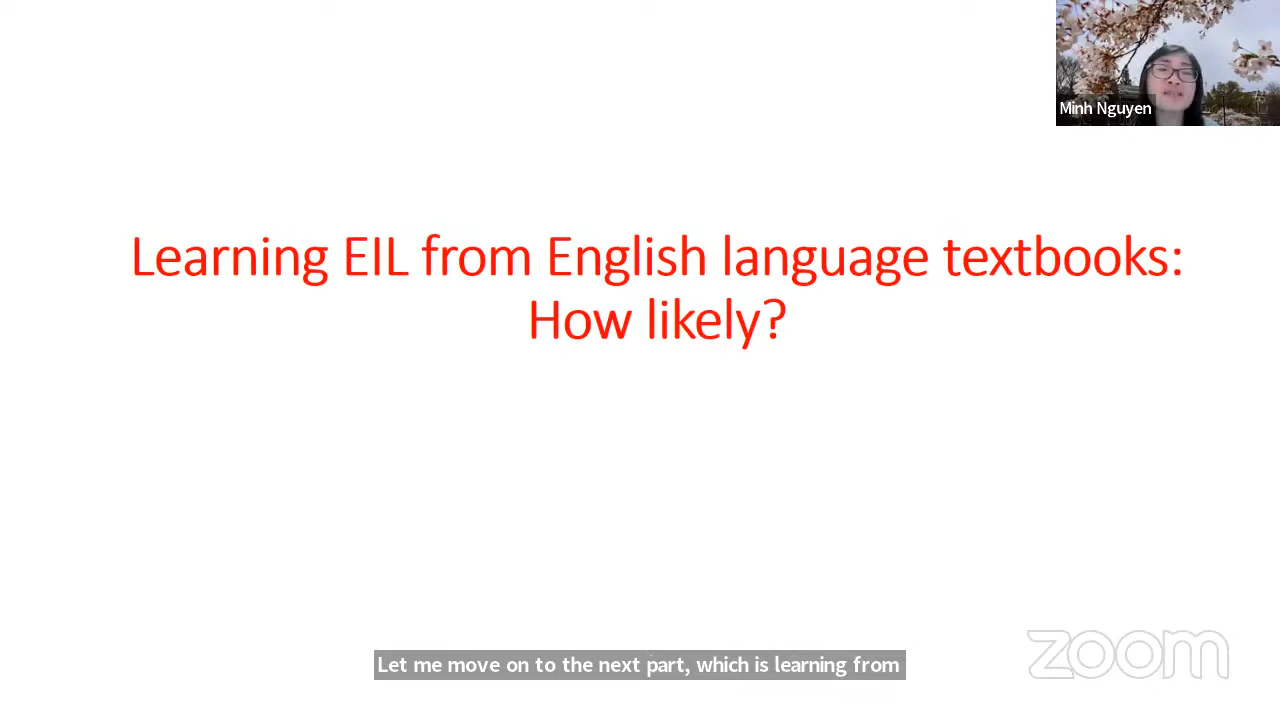 Minh Nguyen
Learning EIL from English language textbooks:
How likely?
Let me move on to the next part, which is learning from
zoom